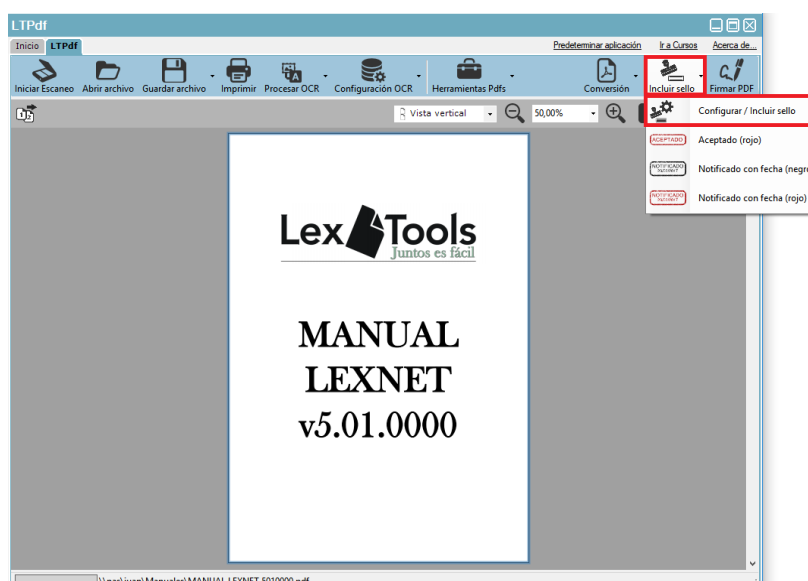 LTPdf
Inicio LTPdf Predeterminar aplicación Ir a Cursos Acerca de...
Iniciar Escaneo Abrir archivo Guardar archivo Imprimir Procesar OCR Configuración OCR Herramientas Pdfs Conversión Incluir sello Firmar PDF
Vista vertical 50,00%
Configurar / Incluir sello
ACEPTADO Aceptado (rojo)
NOTIFICADO Notificado con fecha (negro
NOTIFICADO Notificado con fecha (rojo)
Lex Tools
Juntos es fácil
MANUAL
LEXNET
v5.01.0000
MANUAL LEXNET 5010000.pdf